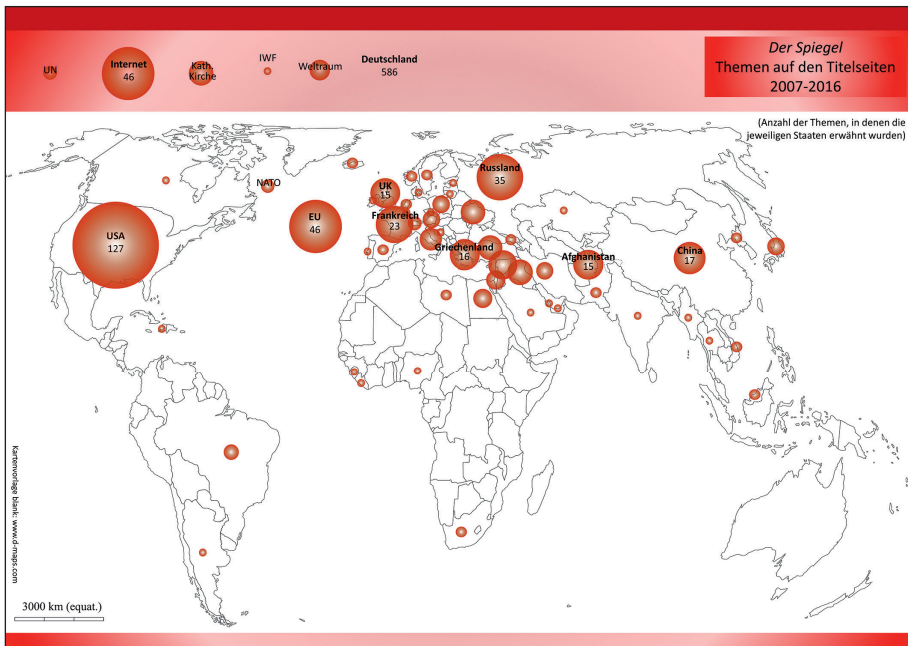 UN
Internet
46
Kath.
Kirche
IWF
Weltraum
Deutschland
586
Der Spiegel
Themen auf den Titelseiten
2007-2016
(Anzahl der Themen, in denen die
jeweiligen Staaten erwähnt wurden)
NATO
USA
127
EU
46
UK
15
Frankreich
23
Russland
35
Griechenland
16
Afghanistan
15
China
17
Kartenvorlage blank: www.d-maps.com
3000 km (equat.)